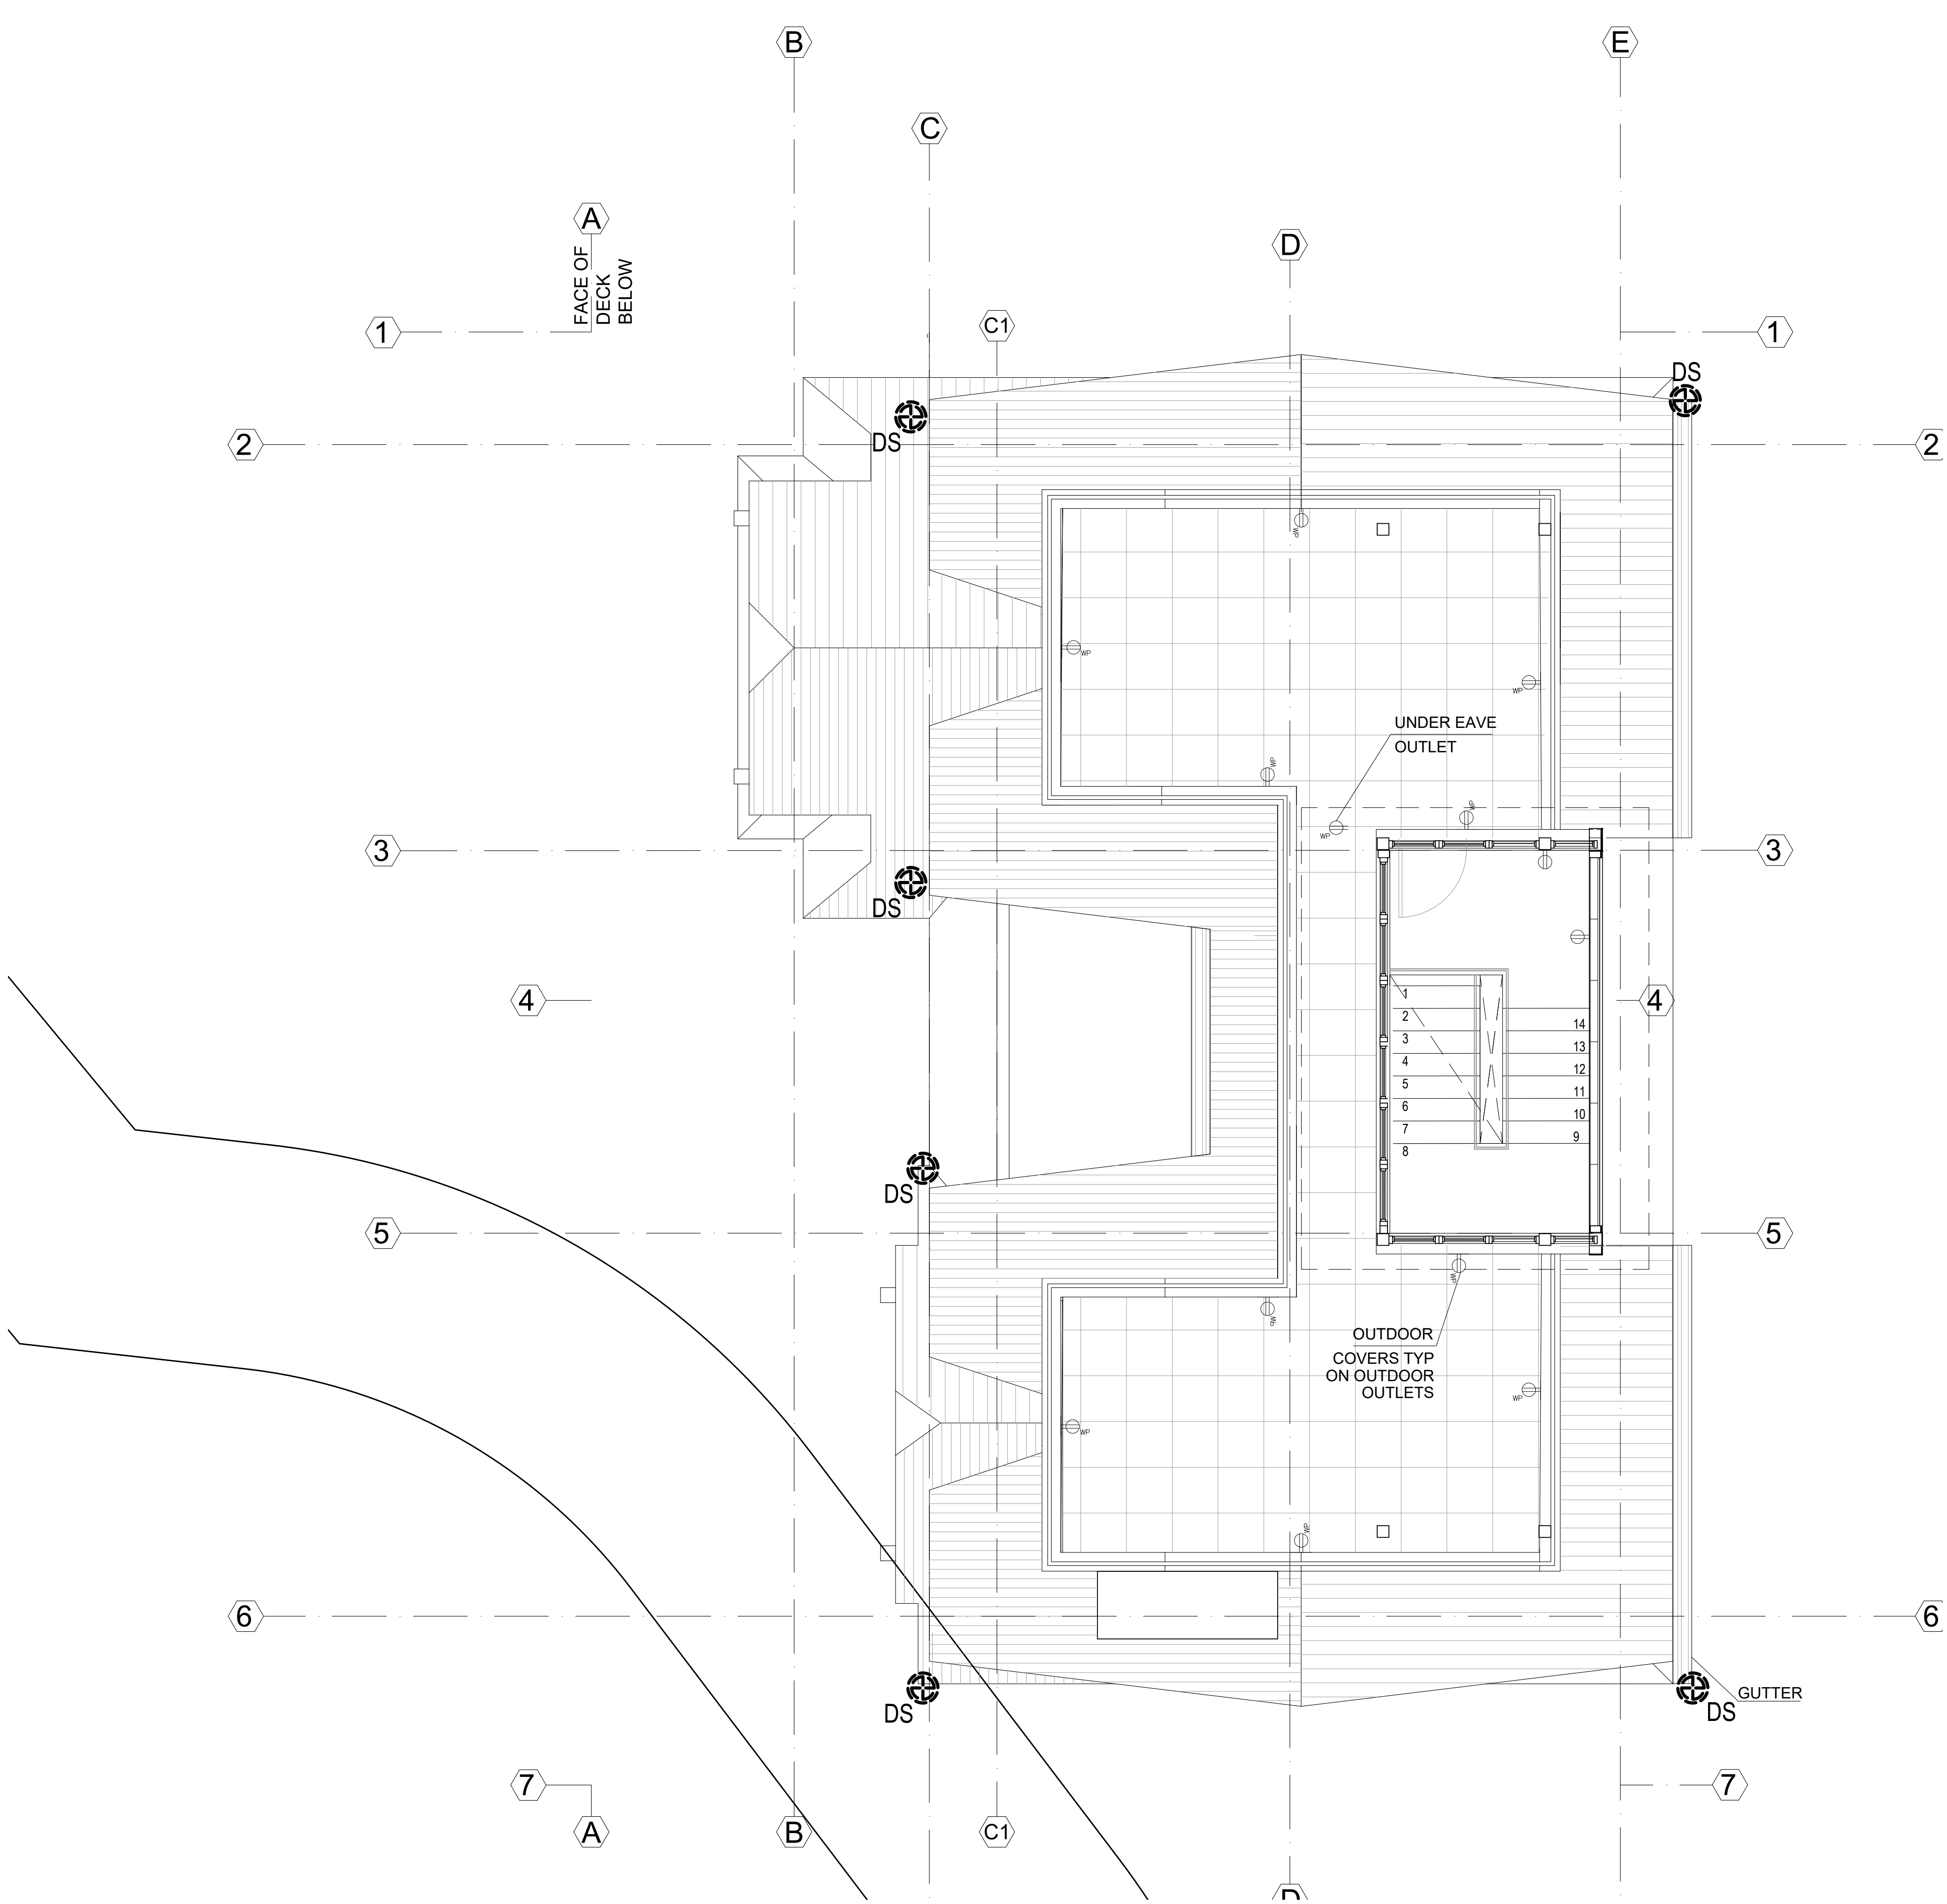 B
E
C
A
D
FACE OF
DECK
BELOW
C1
1
1
DS
DS
2
2
WP
WP
WP
UNDER EAVE
OUTLET
WP
WP
WP
3
3
DS
4
4
1
2
3
4
5
6
7
8
14
13
12
11
10
9
DS
5
5
WP
WP
OUTDOOR
COVERS TYP
ON OUTDOOR
OUTLETS
WP
WP
WP
6
6
DS
DS
GUTTER
7
7
A
B
C1
D